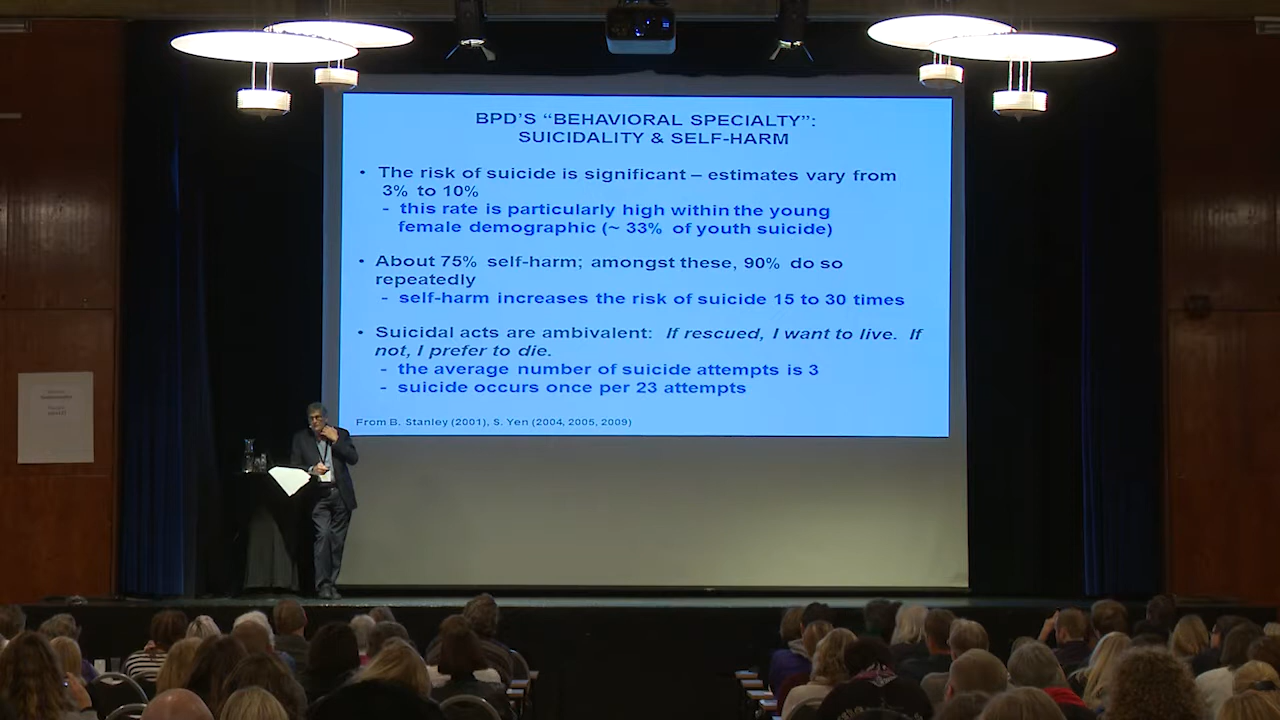 BPD'S “BEHAVIORAL SPECIALTY”:
SUICIDALITY & SELF-HARM
• The risk of suicide is significant – estimates vary from
3% to 10%
- this rate is particularly high within the young
female demographic (~ 33% of youth suicide)
• About 75% self-harm; amongst these, 90% do so
repeatedly
- self-harm increases the risk of suicide 15 to 30 times
• Suicidal acts are ambivalent: If rescued, I want to live. If
not, I prefer to die.
- the average number of suicide attempts is 3
- suicide occurs once per 23 attempts
From B. Stanley (2001), S. Yen (2004, 2005, 2009)